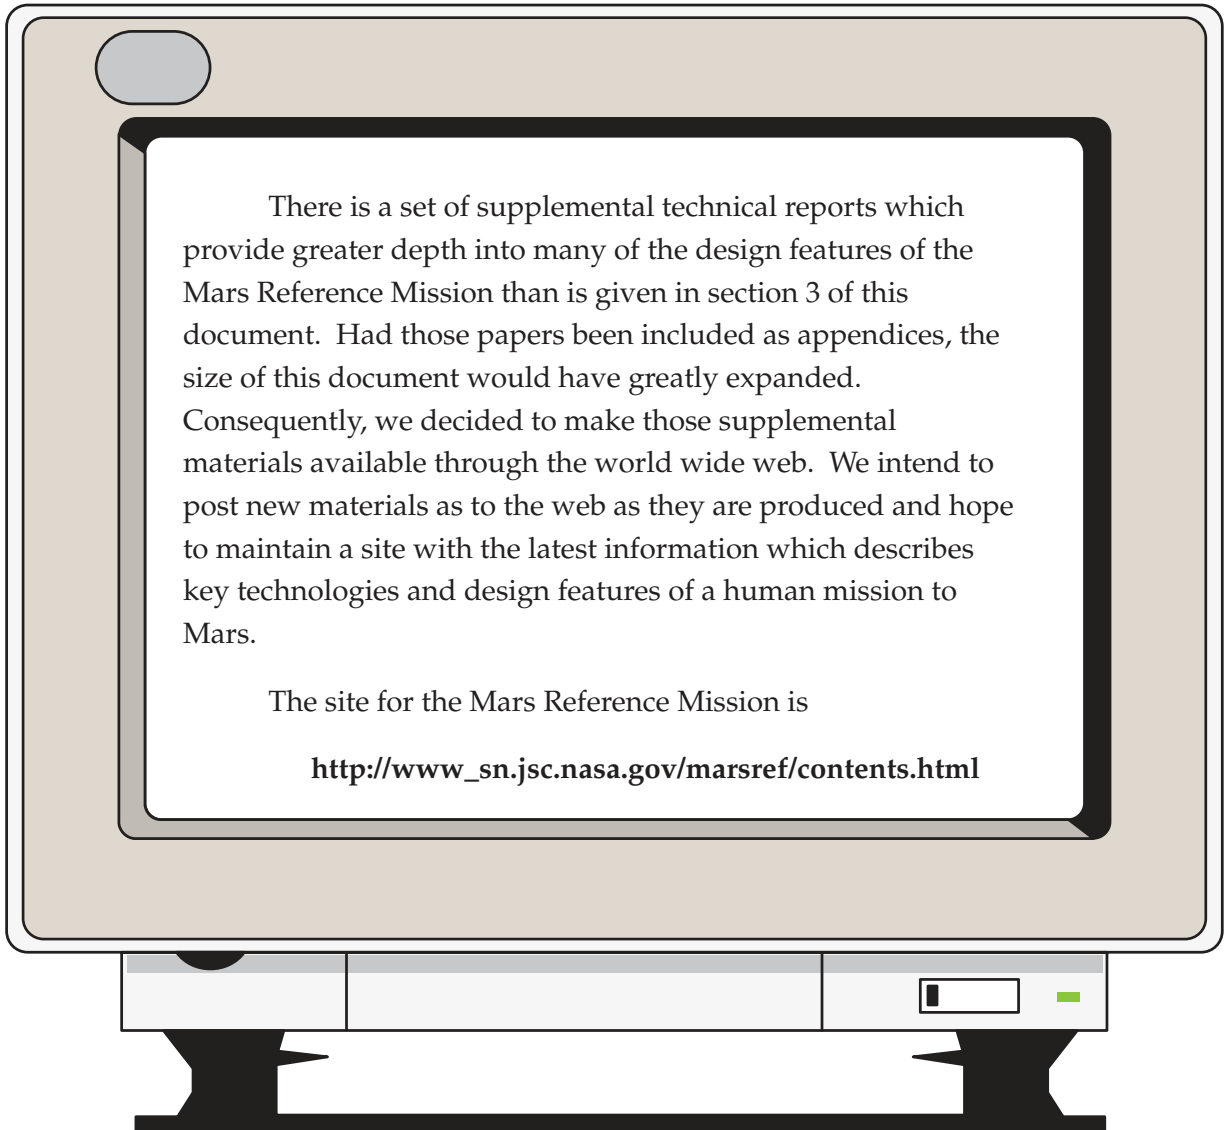 There is a set of supplemental technical reports which
provide greater depth into many of the design features of the
Mars Reference Mission than is given in section 3 of this
document.  Had those papers been included as appendices, the
size of this document would have greatly expanded.
Consequently, we decided to make those supplemental
materials available through the world wide web.  We intend to
post new materials as to the web as they are produced and hope
to maintain a site with the latest information which describes
key technologies and design features of a human mission to
Mars.
The site for the Mars Reference Mission is
http://www_sn.jsc.nasa.gov/marsref/contents.html